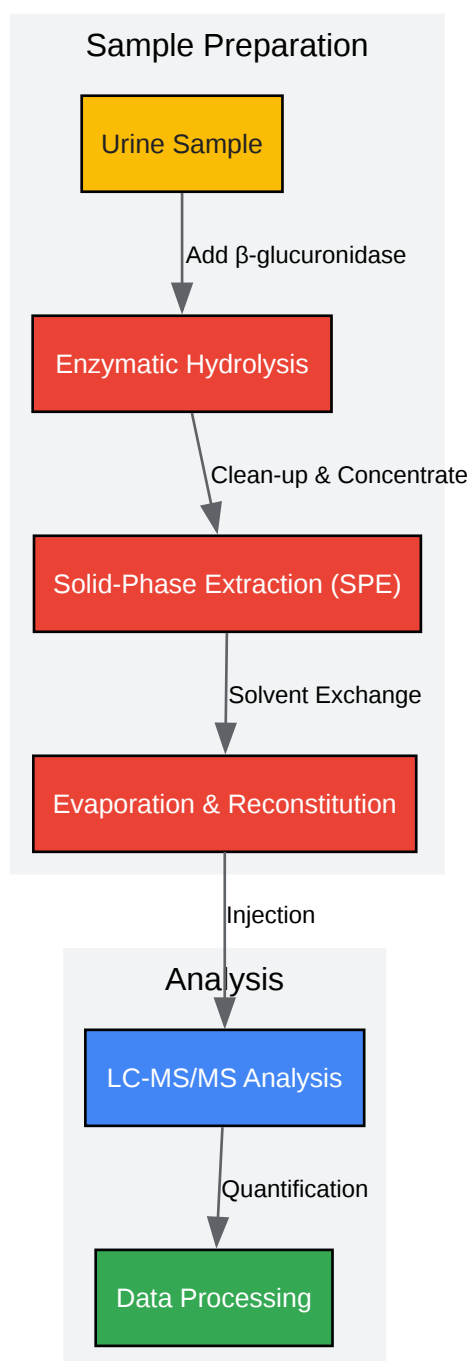 Sample Preparation
Urine Sample
Add β-glucuronidase
Enzymatic Hydrolysis
Clean-up & Concentrate
Solid-Phase Extraction (SPE)
Solvent Exchange
Evaporation & Reconstitution
Injection
Analysis
LC-MS/MS Analysis
Quantification
Data Processing